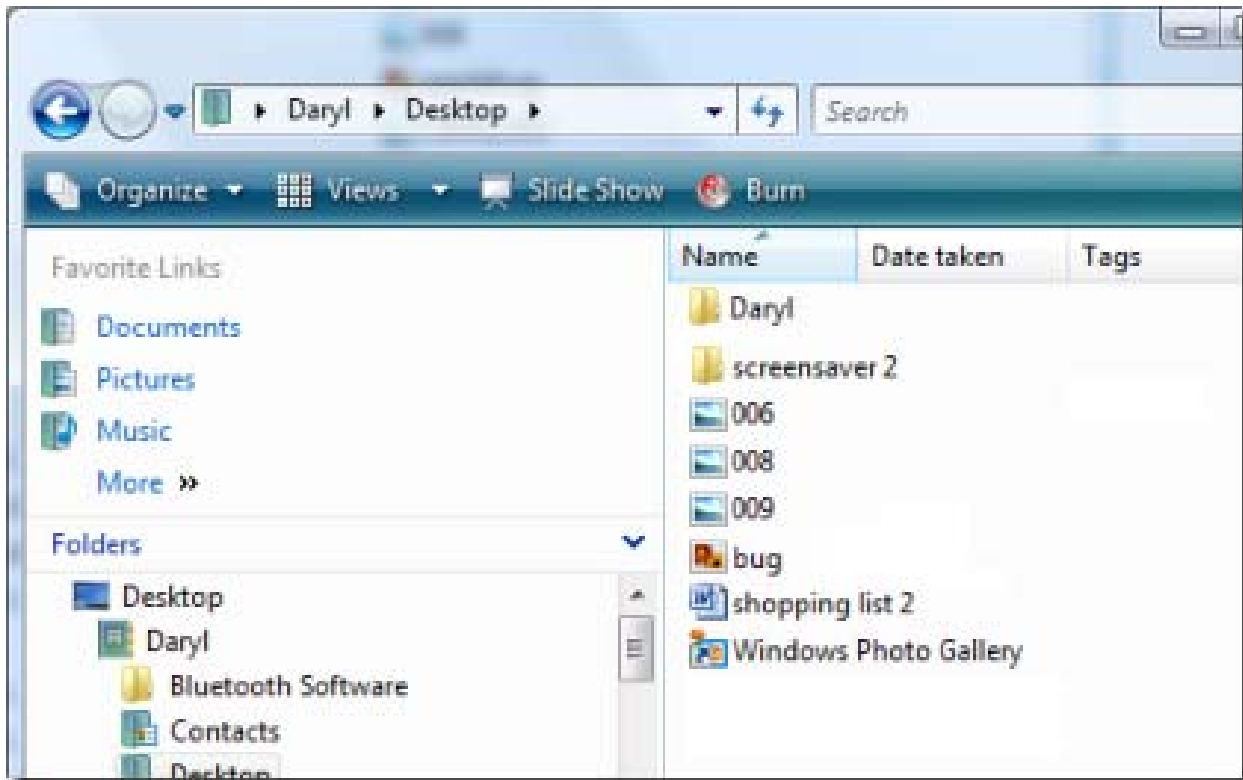 Daryl Desktop
Search
Organize Views Slide Show Burn
Favorite Links
Documents
Pictures
Music
More »
Folders
Desktop
Daryl
Bluetooth Software
Contacts
Desktop
Name Date taken Tags
Daryl
screensaver 2
006
008
009
bug
shopping list 2
Windows Photo Gallery